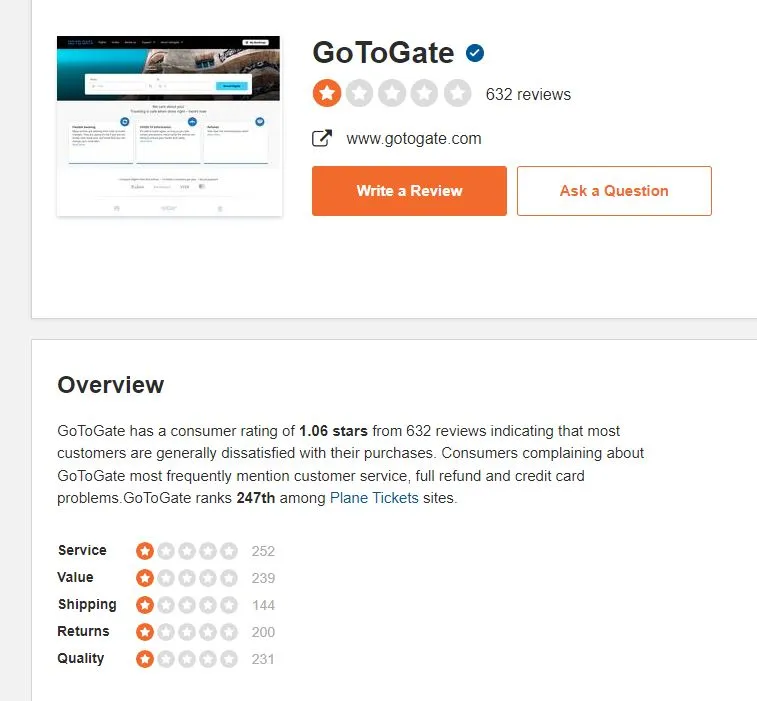 GoToGate
632 reviews
www.gotogate.com
Write a Review
Ask a Question
Overview
GoToGate has a consumer rating of 1.06 stars from 632 reviews indicating that most
customers are generally dissatisfied with their purchases. Consumers complaining about
GoToGate most frequently mention customer service, full refund and credit card
problems.GoToGate ranks 247th among Plane Tickets sites.
Service 252
Value 239
Shipping 144
Returns 200
Quality 231